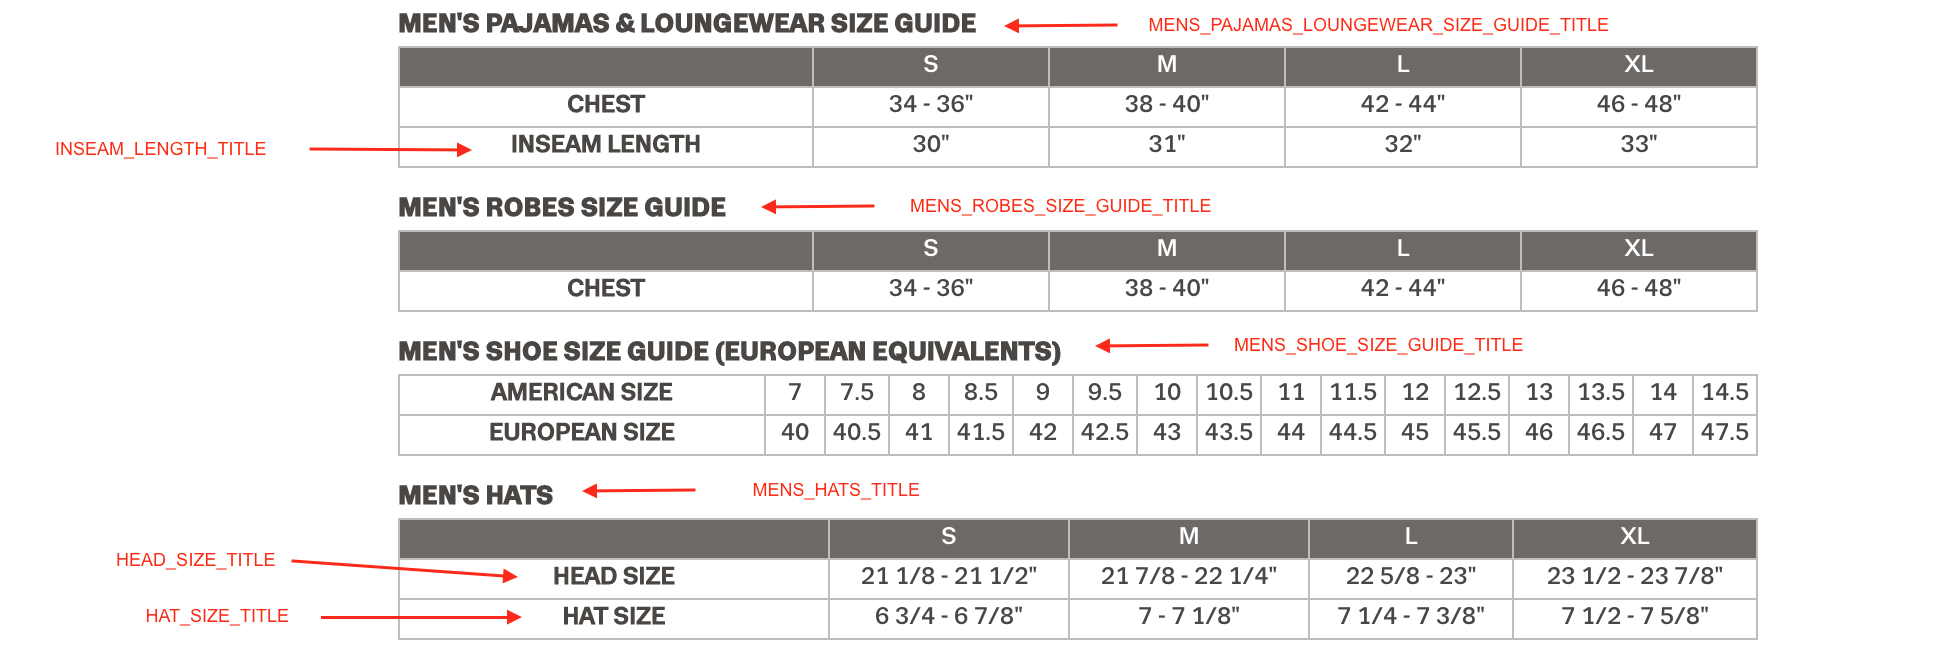 MEN'S PAJAMAS & LOUNGEWEAR SIZE GUIDE MENS_PAJAMAS_LOUNGEWEAR_SIZE_GUIDE_TITLE
S M L XL
CHEST 34 - 36" 38 - 40" 42 - 44" 46 - 48"
INSEAM_LENGTH_TITLE INSEAM LENGTH 30" 31" 32" 33"
MEN'S ROBES SIZE GUIDE MENS_ROBES_SIZE_GUIDE_TITLE
S M L XL
CHEST 34 - 36" 38 - 40" 42 - 44" 46 - 48"
MEN'S SHOE SIZE GUIDE (EUROPEAN EQUIVALENTS) MENS_SHOE_SIZE_GUIDE_TITLE
AMERICAN SIZE 7 7.5 8 8.5 9 9.5 10 10.5 11 11.5 12 12.5 13 13.5 14 14.5
EUROPEAN SIZE 40 40.5 41 41.5 42 42.5 43 43.5 44 44.5 45 45.5 46 46.5 47 47.5
MEN'S HATS MENS_HATS_TITLE
S M L XL
HEAD_SIZE_TITLE HEAD SIZE 21 1/8 - 21 1/2" 21 7/8 - 22 1/4" 22 5/8 - 23" 23 1/2 - 23 7/8"
HAT_SIZE_TITLE HAT SIZE 6 3/4 - 6 7/8" 7 - 7 1/8" 7 1/4 - 7 3/8" 7 1/2 - 7 5/8"